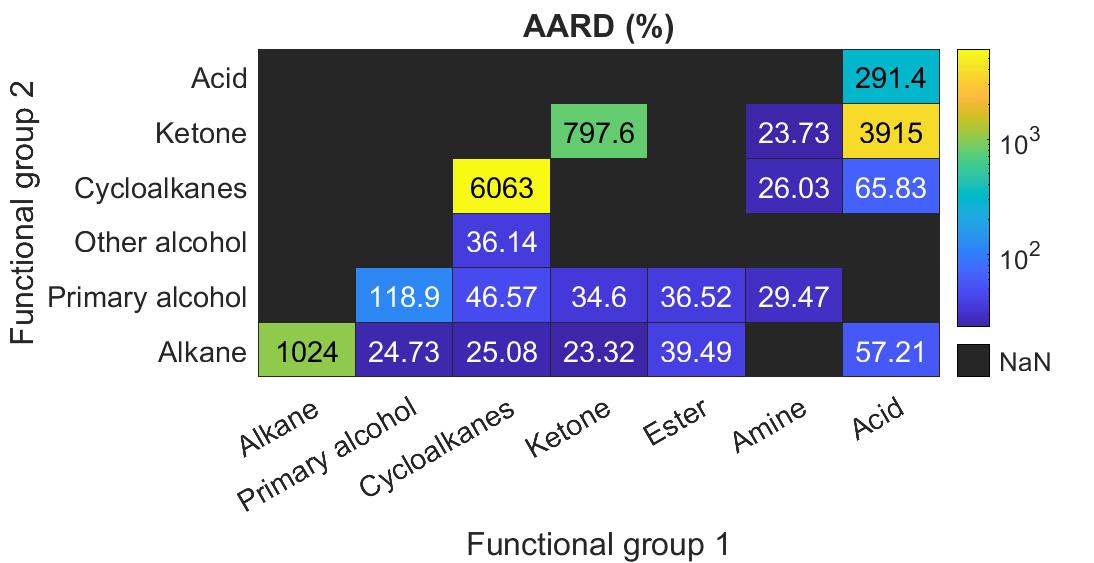 AARD (%)
Functional group 2
Acid 291.4
Ketone 797.6 23.73 3915
Cycloalkanes 6063 26.03 65.83
Other alcohol 36.14
Primary alcohol 118.9 46.57 34.6 36.52 29.47
Alkane 1024 24.73 25.08 23.32 39.49 57.21
10³
10²
NaN
Alkane Primary alcohol Cycloalkanes Ketone Ester Amine Acid
Functional group 1